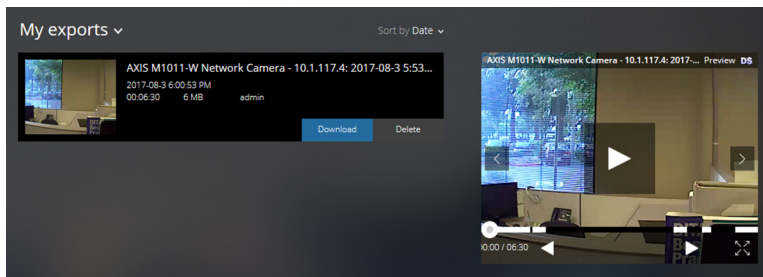 My exports
Sort by Date
AXIS M1011-W Network Camera - 10.1.117.4: 2017-08-3 5:53...
2017-08-3 6:00:53 PM
00:06:30 6 MB admin
Download Delete
AXIS M1011-W Network Camera - 10.1.117.4: 2017-... Preview DS
00:00 / 06:30